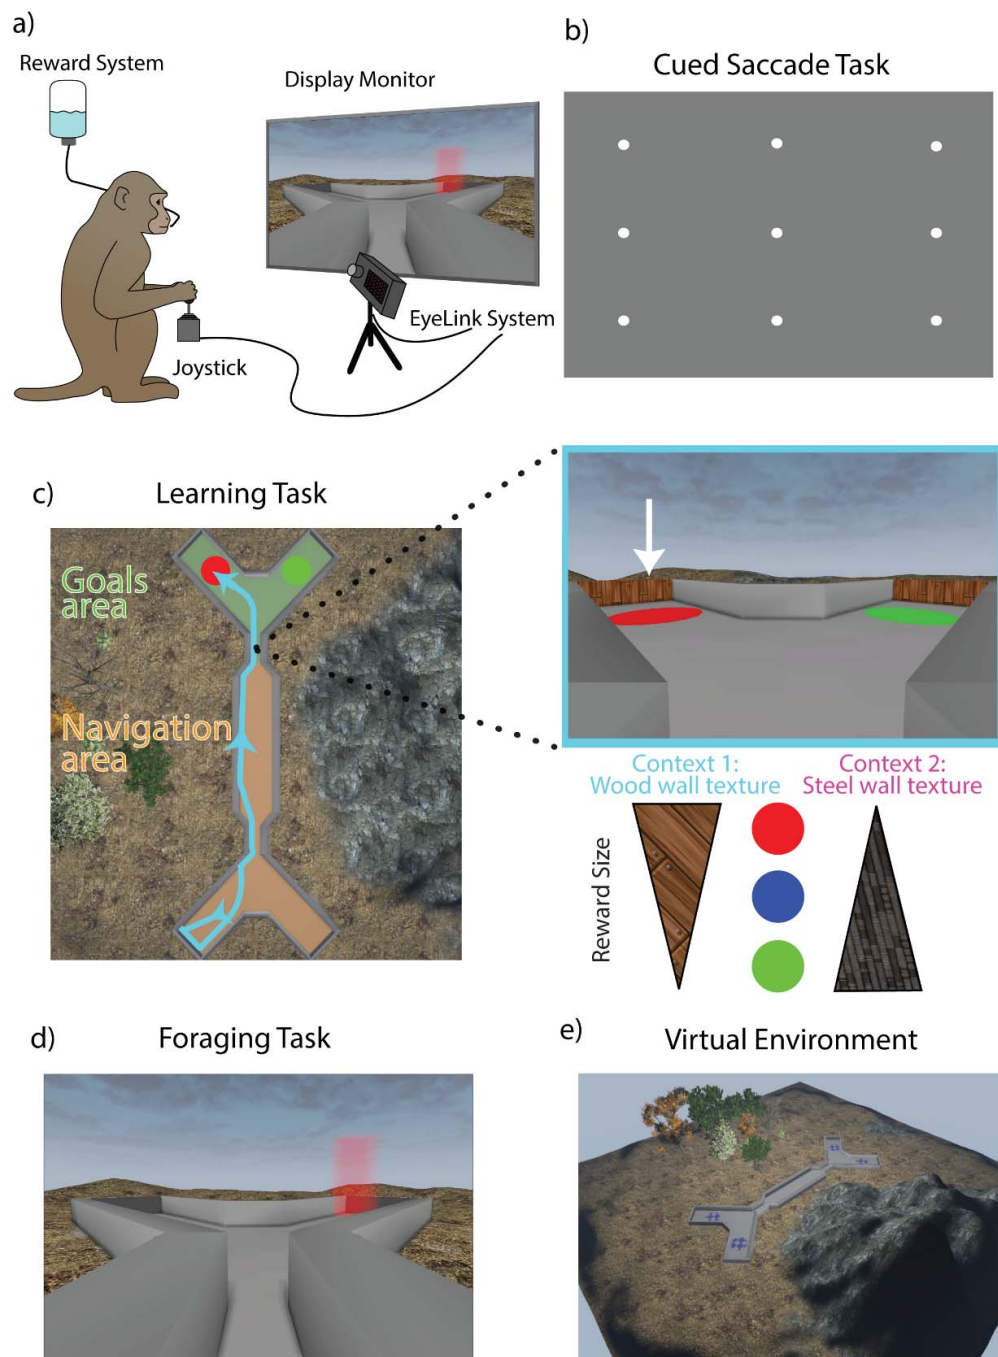 a)
Reward System
Display Monitor
EyeLink System
Joystick
b)
Cued Saccade Task
c)
Learning Task
Goals
area
Navigation
area
Context 1:
Wood wall texture
Context 2:
Steel wall texture
Reward Size
d)
Foraging Task
e)
Virtual Environment